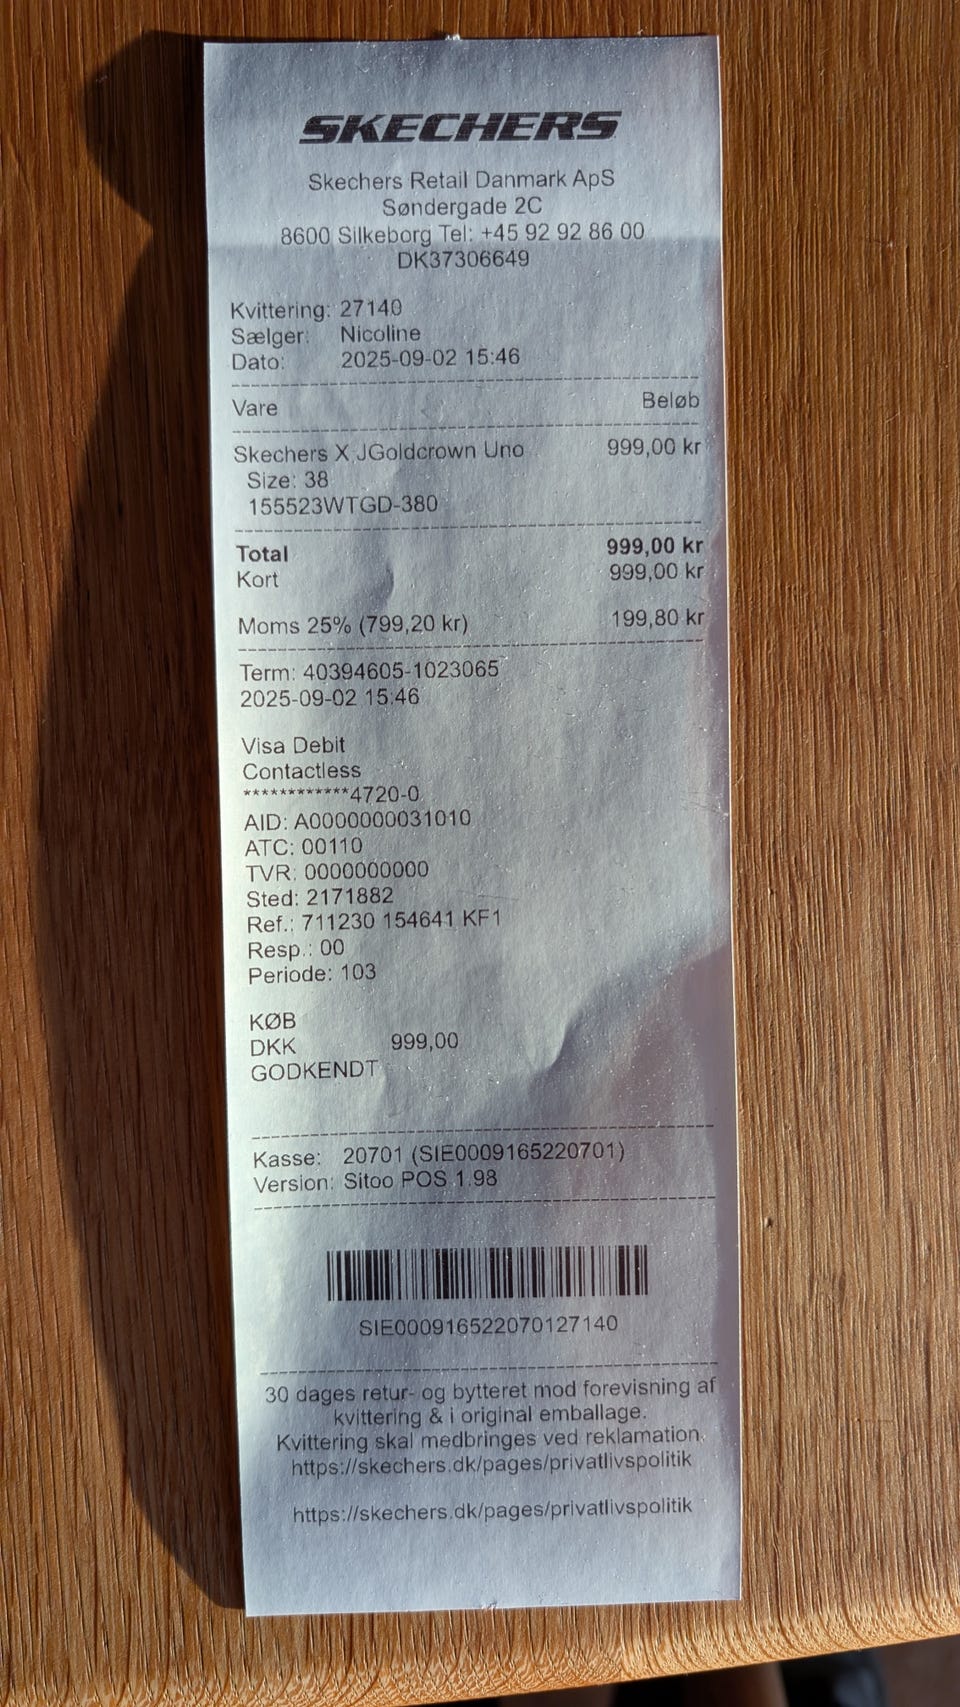 SKECHERS
Skechers Retail Danmark ApS
Søndergade 2C
8600 Silkeborg Tel: +45 92 92 86 00
DK37306649
Kvittering: 27140
Sælger: Nicoline
Dato: 2025-09-02 15:46
Vare Beløb
Skechers X JGoldcrown Uno 999,00 kr
Size: 38
155523WTGD-380
Total 999,00 kr
Kort 999,00 kr
Moms 25% (799,20 kr) 199,80 kr
Term: 40394605-1023065
2025-09-02 15:46
Visa Debit
Contactless
************4720-0
AID: A0000000031010
ATC: 00110
TVR: 0000000000
Sted: 2171882
Ref.: 711230 154641 KF1
Resp.: 00
Periode: 103
KØB
DKK 999,00
GODKENDT
Kasse: 20701 (SIE0009165220701)
Version: Sitoo POS 1.98
SIE000916522070127140
30 dages retur- og bytteret mod forevisning af
kvittering & i original emballage.
Kvittering skal medbringes ved reklamation.
https://skechers.dk/pages/privatlivspolitik
https://skechers.dk/pages/privatlivspolitik